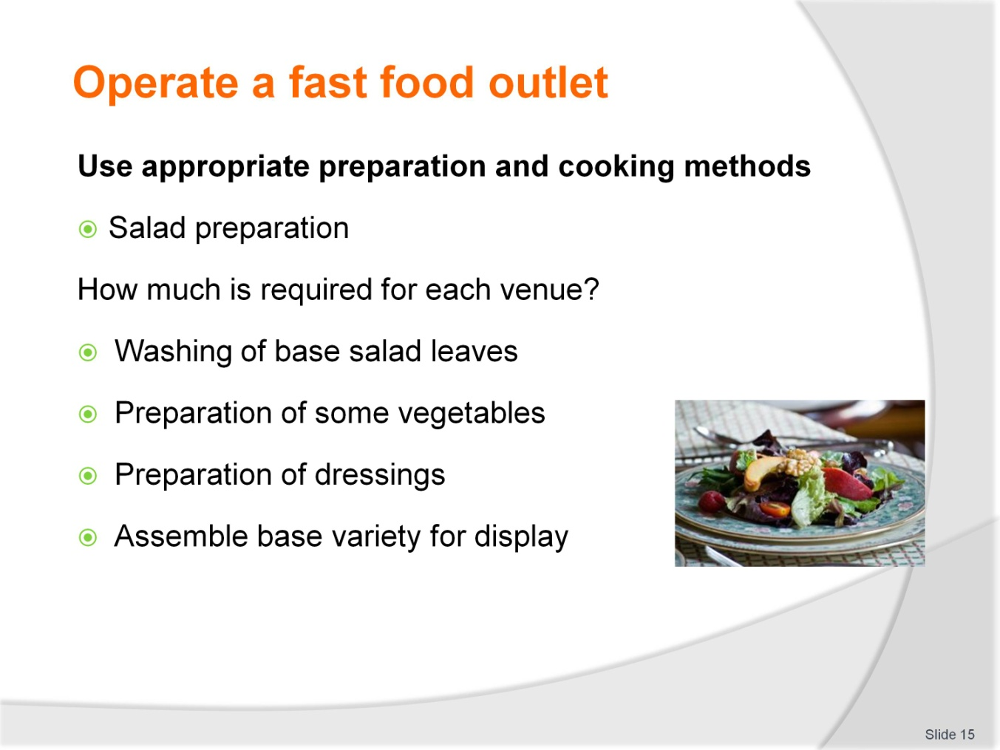 Operate a fast food outlet
Use appropriate preparation and cooking methods
Salad preparation
How much is required for each venue?
Washing of base salad leaves
Preparation of some vegetables
Preparation of dressings
Assemble base variety for display
Slide 15